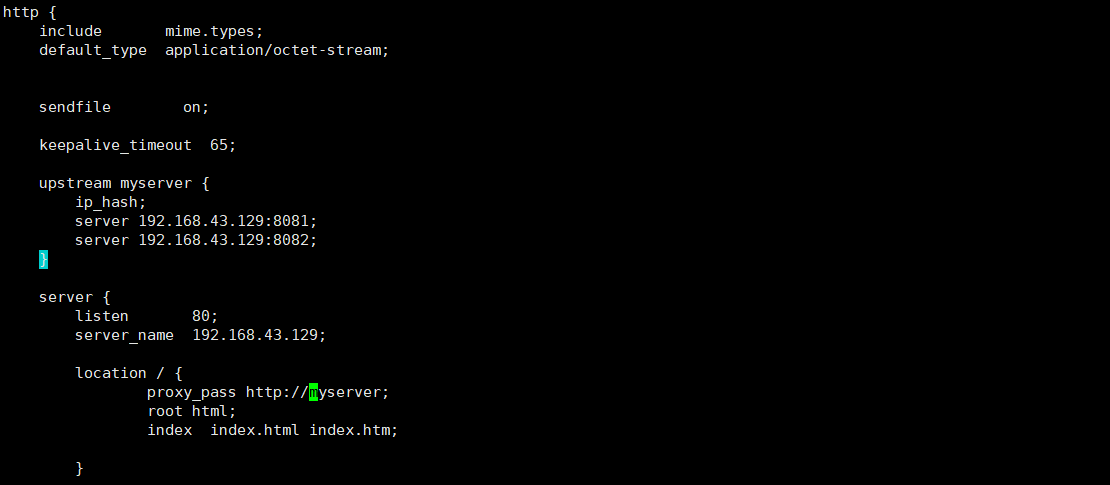 http {
    include       mime.types;
    default_type  application/octet-stream;
    sendfile        on;
    keepalive_timeout  65;
    upstream myserver {
        ip_hash;
        server 192.168.43.129:8081;
        server 192.168.43.129:8082;
    }
    server {
        listen       80;
        server_name  192.168.43.129;
        location / {
                proxy_pass http://myserver;
                root html;
                index  index.html index.htm;
        }